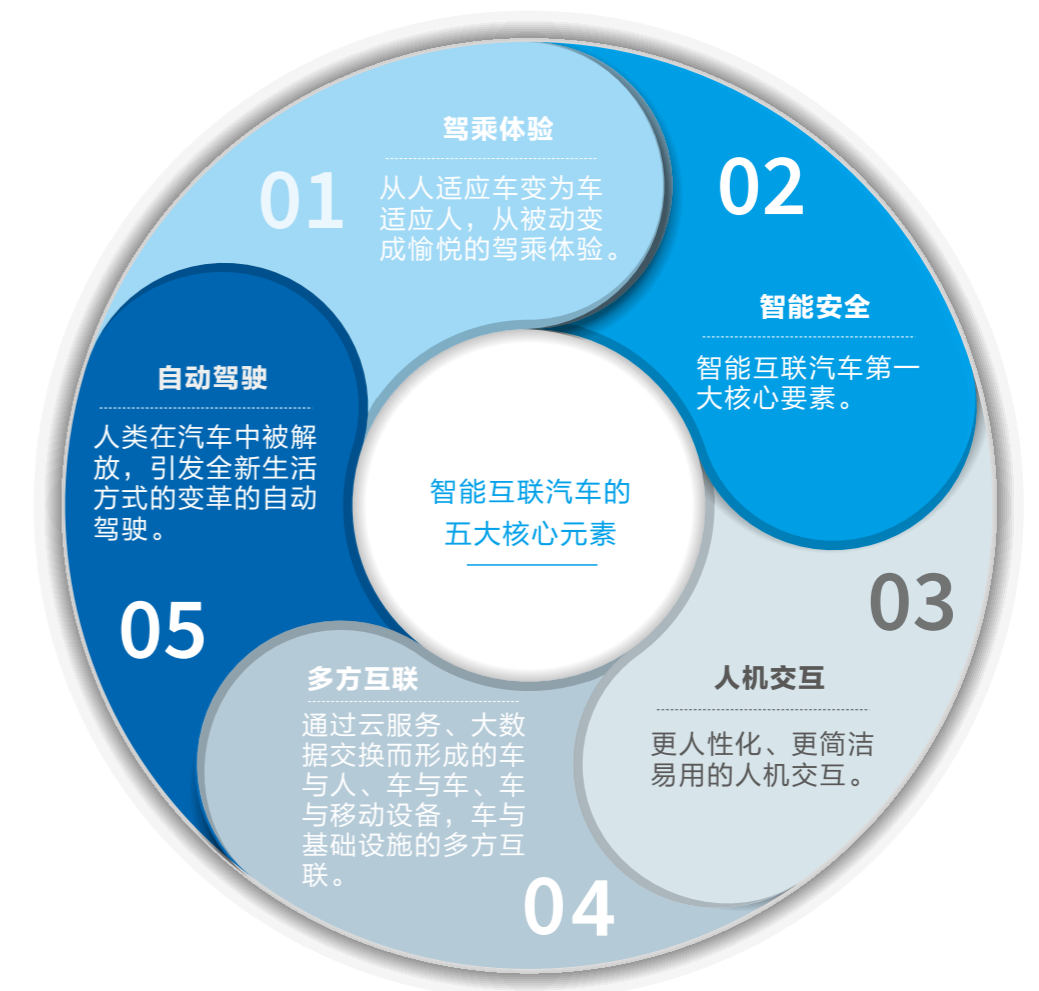 智能互联汽车的
五大核心元素
01
驾乘体验
从人适应车变为车
适应人，从被动变
成愉悦的驾乘体验。
02
智能安全
智能互联汽车第一
大核心要素。
03
人机交互
更人性化、更简洁
易用的人机交互。
04
多方互联
通过云服务、大数
据交换而形成的车
与人、车与车、车
与移动设备，车与
基础设施的多方互
联。
05
自动驾驶
人类在汽车中被解
放，引发全新生活
方式的变革的自动
驾驶。